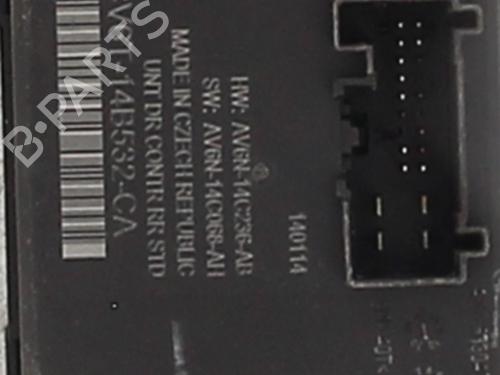 140114
HW: AV6N-14C236-AB
SW: AV6N-14C068-AH
MADE IN CZECH REPUBLIC
UNT DR CONTR RR STD
14B532-CA
B-PARTS